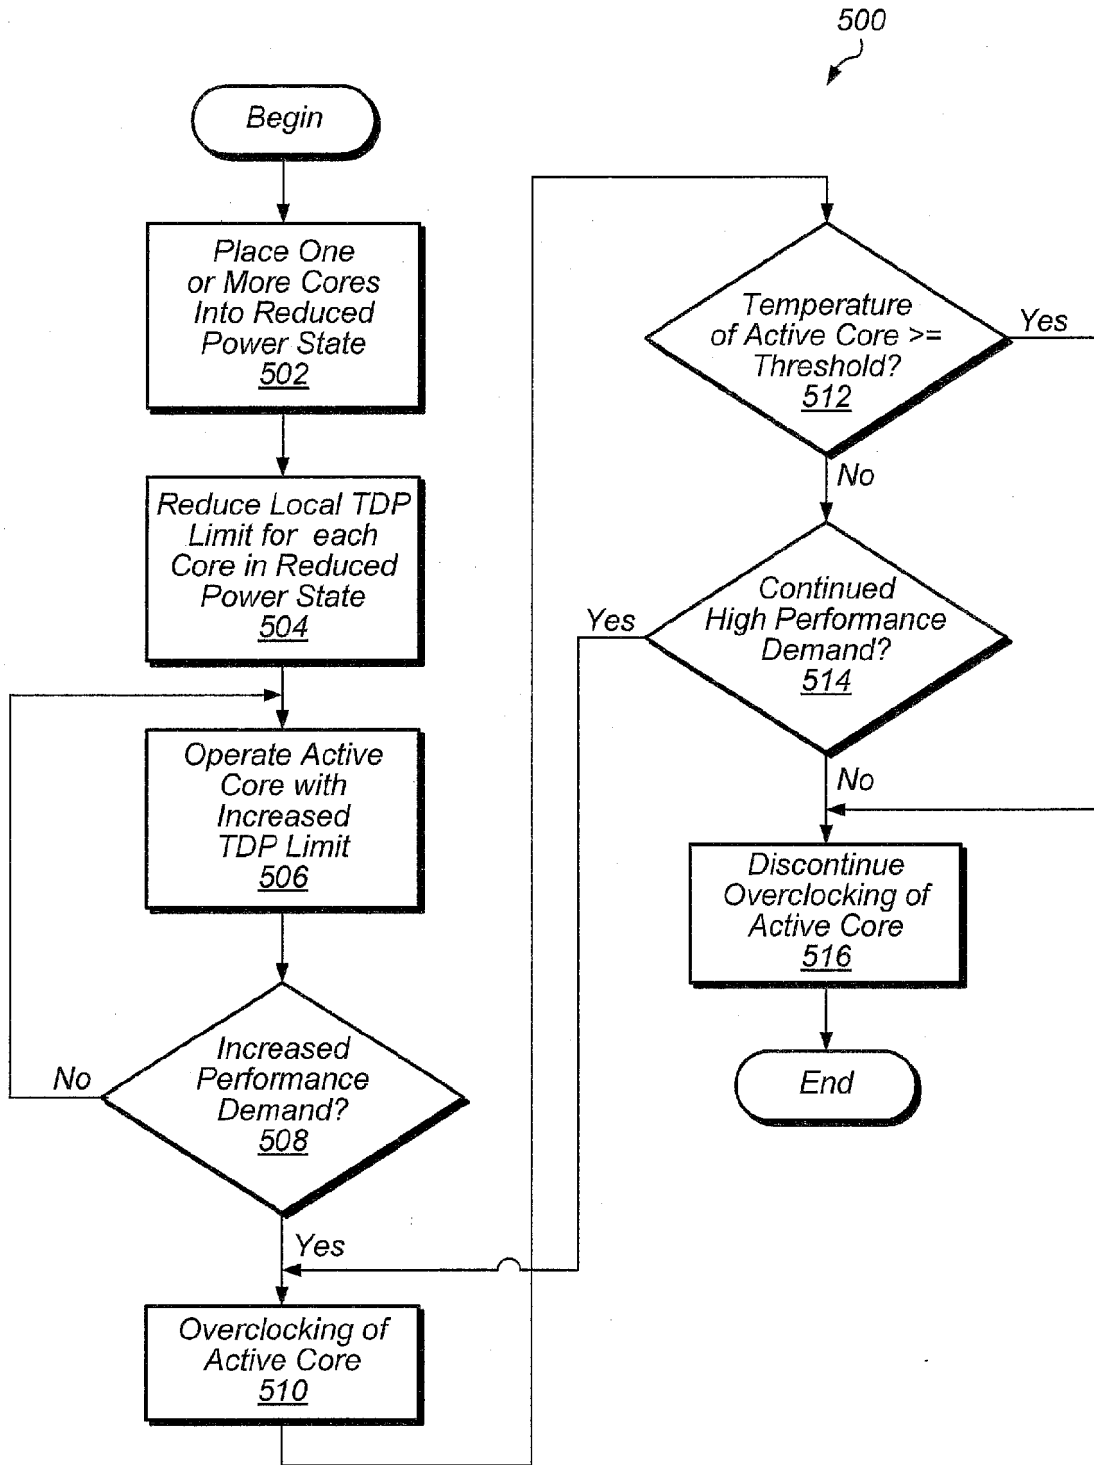 500
Begin
Place One
or More Cores
Into Reduced
Power State
502
Reduce Local TDP
Limit for each
Core in Reduced
Power State
504
Operate Active
Core with
Increased
TDP Limit
506
Increased
Performance
Demand?
508
No
Yes
Overclocking of
Active Core
510
Temperature
of Active Core >=
Threshold?
512
Yes
No
Continued
High Performance
Demand?
514
Yes
No
Discontinue
Overclocking of
Active Core
516
End